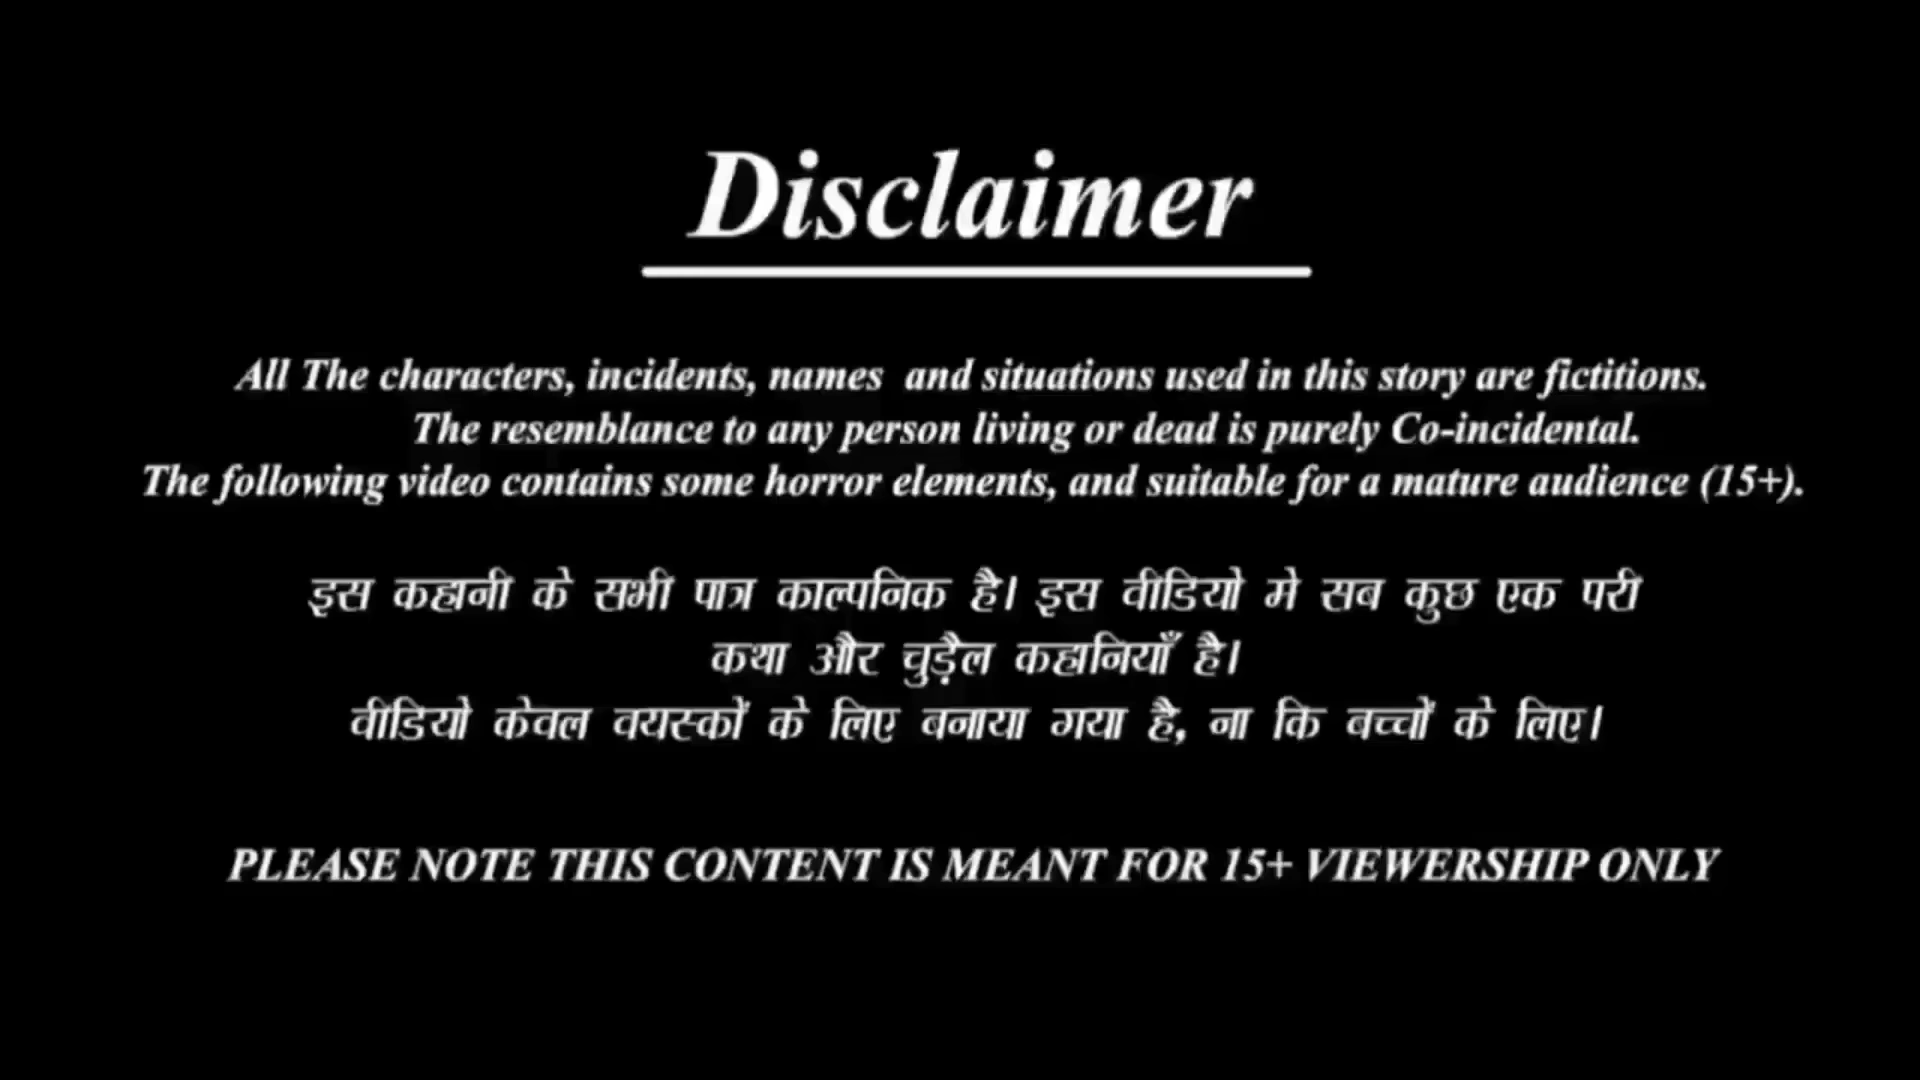 Disclaimer
All The characters, incidents, names and situations used in this story are fictitions.
The resemblance to any person living or dead is purely Co-incidental.
The following video contains some horror elements, and suitable for a mature audience (15+).
इस कहानी के सभी पात्र काल्पनिक है। इस वीडियो मे सब कुछ एक परी
कथा और चुड़ैल कहानियाँ है।
वीडियो केवल वयस्कों के लिए बनाया गया है, ना कि बच्चों के लिए।
PLEASE NOTE THIS CONTENT IS MEANT FOR 15+ VIEWERSHIP ONLY